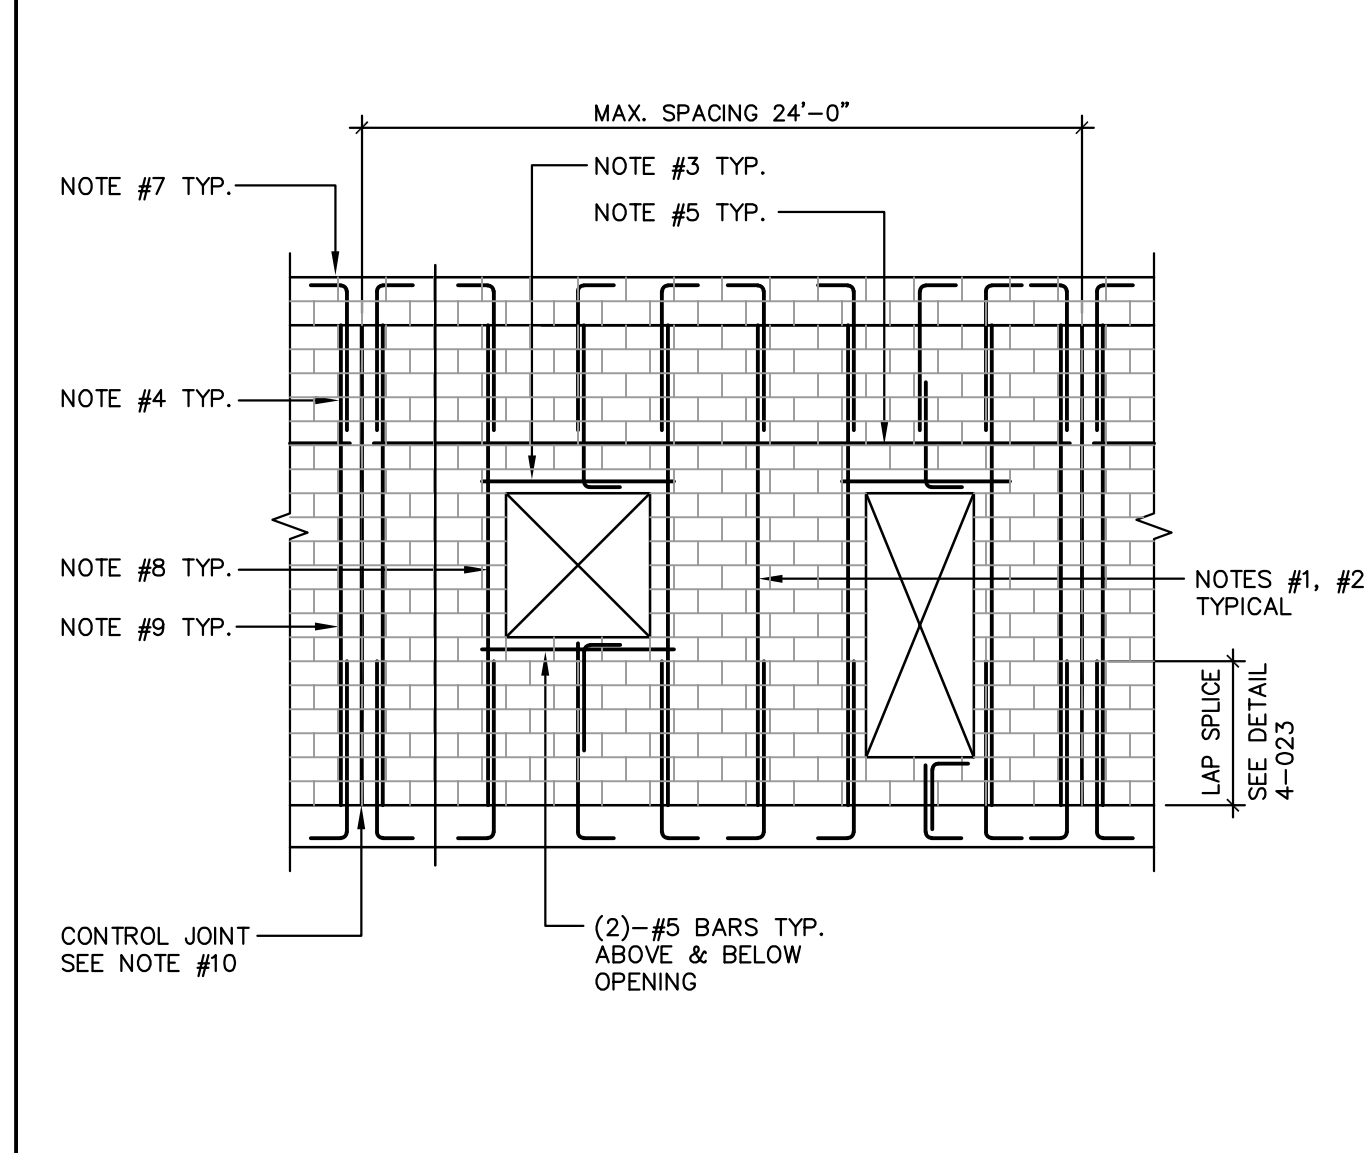 MAX. SPACING 24'-0"
NOTE #3 TYP.
NOTE #7 TYP.
NOTE #5 TYP.
NOTE #4 TYP.
NOTE #8 TYP.
NOTES #1, #2
TYPICAL
NOTE #9 TYP.
LAP SPLICE
SEE DETAIL
4-023
CONTROL JOINT
SEE NOTE #10
(2)-#5 BARS TYP.
ABOVE & BELOW
OPENING